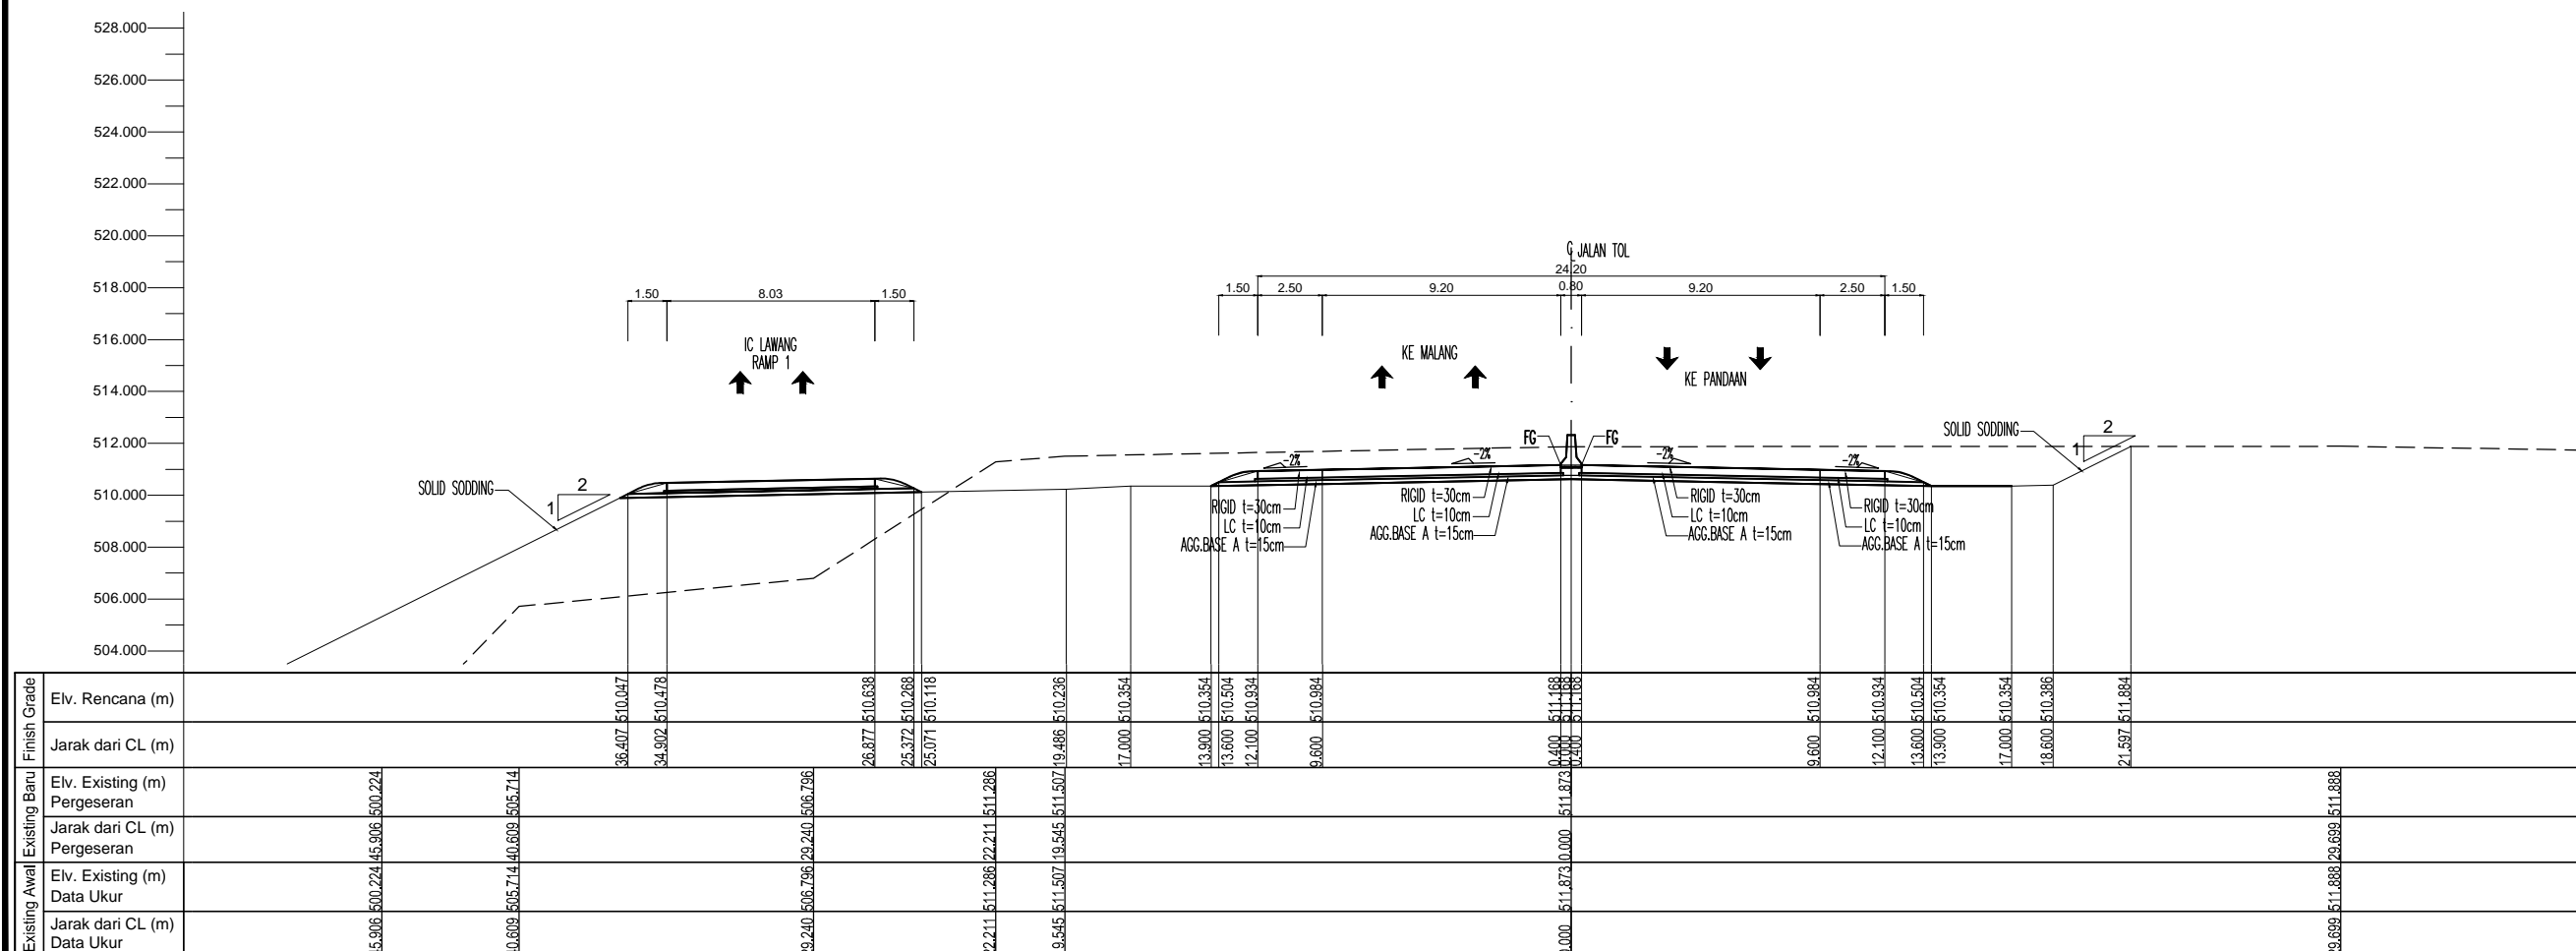 528.000
526.000
524.000
522.000
520.000
518.000
516.000
514.000
512.000
510.000
508.000
506.000
504.000
JALAN TOL
24.20
1.50 8.03 1.50
1.50 2.50 9.20 0.80 9.20 2.50 1.50
IC LAWANG
RAMP 1
KE MALANG
KE PANDAAN
SOLID SODDING
1
2
SOLID SODDING
1
2
FG FG
-2% -2% -2% -2%
RIGID t=30cm
LC t=10cm
AGG.BASE A t=15cm
RIGID t=30cm
LC t=10cm
AGG.BASE A t=15cm
RIGID t=30cm
LC t=10cm
AGG.BASE A t=15cm
RIGID t=30cm
LC t=10cm
AGG.BASE A t=15cm
Finish Grade
Elv. Rencana (m)
510.047 510.478 510.638 510.268 510.118 510.236 510.354 510.354 510.504 510.934 510.984 511.168 511.168 511.168 510.984 510.934 510.504 510.354 510.354 510.386 511.884
Jarak dari CL (m)
36.407 34.902 26.877 25.372 25.071 19.486 17.000 13.900 13.600 12.100 9.600 0.400 0.000 0.400 9.600 12.100 13.600 13.900 17.000 18.600 21.597
Existing Baru
Elv. Existing (m)
Pergeseran
500.224 505.714 506.796 511.286 511.507 511.873 511.888
Jarak dari CL (m)
Pergeseran
45.906 40.609 29.240 22.211 19.545 0.000 29.699
Existing Awal
Elv. Existing (m)
Data Ukur
500.224 505.714 506.796 511.286 511.507 511.873 511.888
Jarak dari CL (m)
Data Ukur